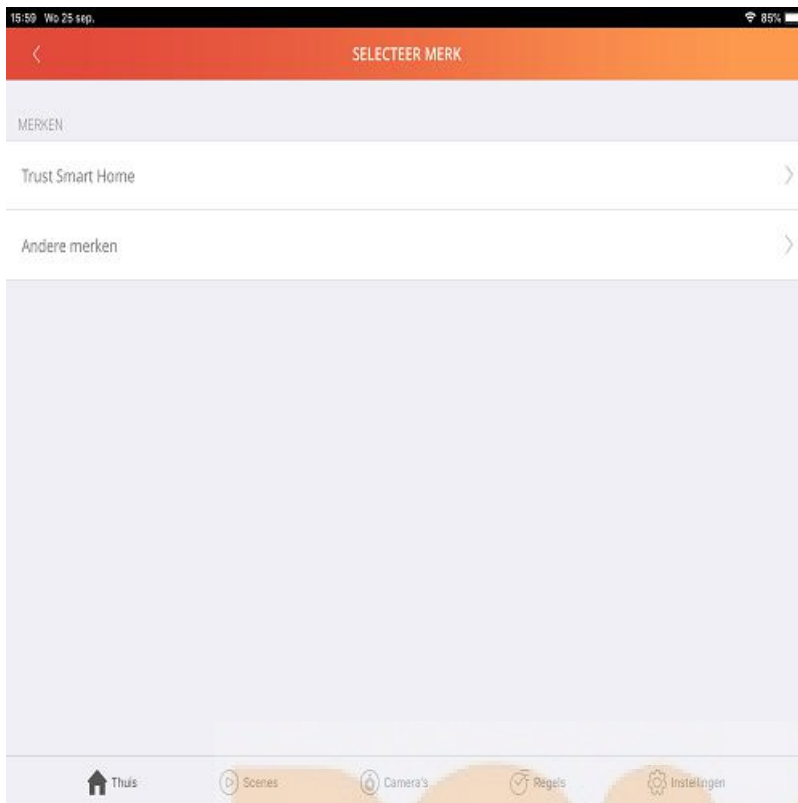 15:59 Wo 25 sep. 85%
SELECTEER MERK
MERKEN
Trust Smart Home
Andere merken
Thuis Scenes Camera's Regels Instellingen